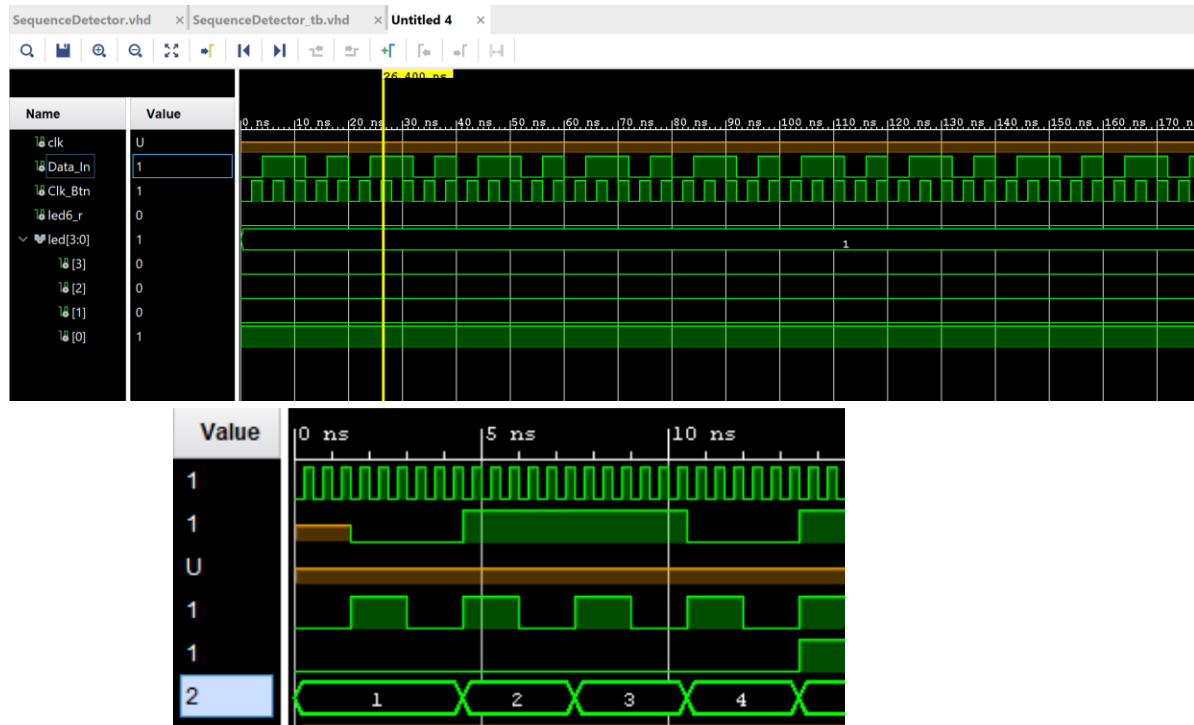 SequenceDetector.vhd × SequenceDetector_tb.vhd × Untitled 4 ×
26.400 ns
Name Value
0 ns 10 ns 20 ns 30 ns 40 ns 50 ns 60 ns 70 ns 80 ns 90 ns 100 ns 110 ns 120 ns 130 ns 140 ns 150 ns 160 ns 170 n
clk U
Data_In 1
Clk_Btn 1
led6_r 0
led[3:0] 1 1
[3] 0
[2] 0
[1] 0
[0] 1
Value 0 ns 5 ns 10 ns
1
1
U
1
1
2 1 2 3 4